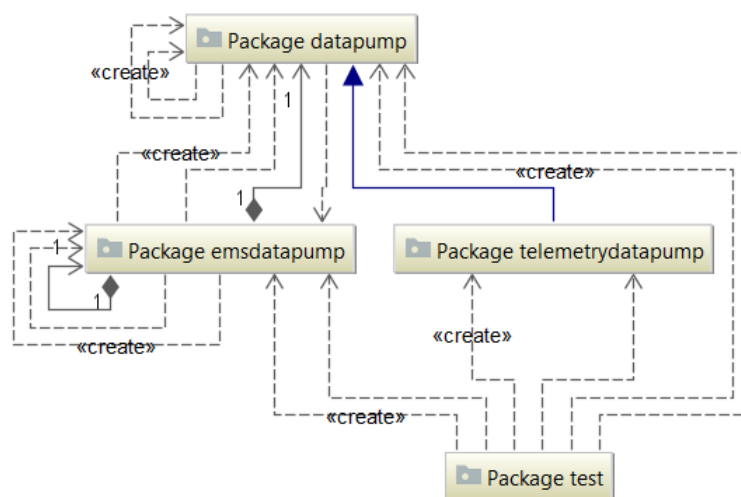 Package datapump
«create»
1
«create»
«create»
1
1
Package emsdatapump
Package telemetrydatapump
1
«create»
«create»
«create»
Package test